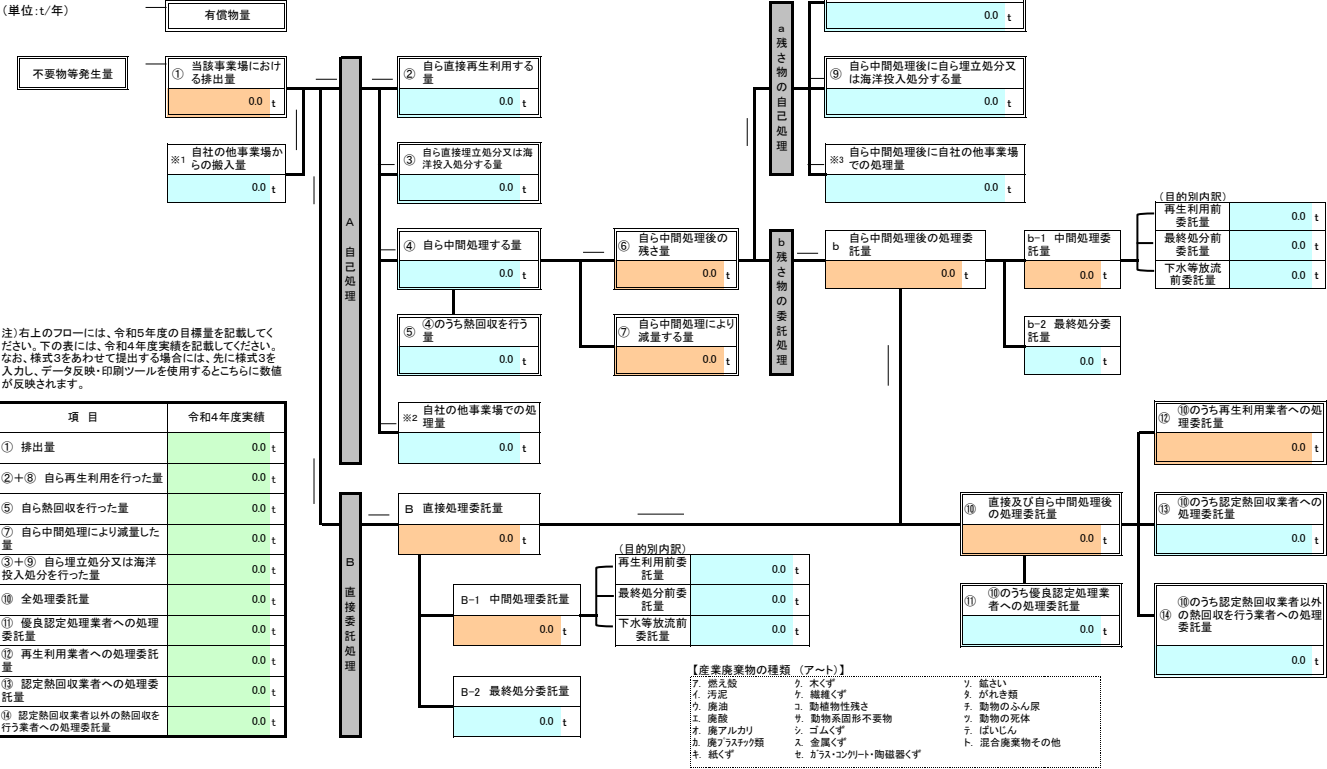 (単位:t/年)
有償物量
不要物等発生量
① 当該事業場におけ
る排出量
0.0 t
※1 自社の他事業場か
らの搬入量
0.0 t
A 自己処理
② 自ら直接再生利用する
量
0.0 t
③ 自ら直接埋立処分又は海
洋投入処分する量
0.0 t
④ 自ら中間処理する量
0.0 t
⑤ ④のうち熱回収を行う
量
0.0 t
※2 自社の他事業場での処
理量
0.0 t
⑥ 自ら中間処理後の
残さ量
0.0 t
⑦ 自ら中間処理により
減量する量
0.0 t
a 残さ物の自己処理
0.0 t
⑨ 自ら中間処理後に自ら埋立処分又
は海洋投入処分する量
0.0 t
※3 自ら中間処理後に自社の他事業場
での処理量
0.0 t
b 残さ物の委託処理
b 自ら中間処理後の処理委
託量
0.0 t
b-1 中間処理委
託量
0.0 t
(目的別内訳)
再生利用前
委託量
0.0 t
最終処分前
委託量
0.0 t
下水等放流
前委託量
0.0 t
b-2 最終処分委
託量
0.0 t
注)右上のフローには、令和5年度の目標量を記載してく
ださい。下の表には、令和4年度実績を記載してください。
なお、様式3をあわせて提出する場合には、先に様式3を
入力し、データ反映・印刷ツールを使用するとこちらに数値
が反映されます。
項 目 令和4年度実績
① 排出量 0.0 t
②+⑧ 自ら再生利用を行った量 0.0 t
⑤ 自ら熱回収を行った量 0.0 t
⑦ 自ら中間処理により減量した
量 0.0 t
③+⑨ 自ら埋立処分又は海洋
投入処分を行った量 0.0 t
⑩ 全処理委託量 0.0 t
⑪ 優良認定処理業者への処理
委託量 0.0 t
⑫ 再生利用業者への処理委託
量 0.0 t
⑬ 認定熱回収業者への処理委
託量 0.0 t
⑭ 認定熱回収業者以外の熱回収を
行う業者への処理委託量 0.0 t
B 直接委託処理
B 直接処理委託量
0.0 t
B-1 中間処理委託量
0.0 t
(目的別内訳)
再生利用前委
託量
0.0 t
最終処分前委
託量
0.0 t
下水等放流前
委託量
0.0 t
B-2 最終処分委託量
0.0 t
⑩ 直接及び自ら中間処理後
の処理委託量
0.0 t
⑪ ⑩のうち優良認定処理業
者への処理委託量
0.0 t
⑫ ⑩のうち再生利用業者への処
理委託量
0.0 t
⑬ ⑩のうち認定熱回収業者への
処理委託量
0.0 t
⑭ ⑩のうち認定熱回収業者以外
の熱回収を行う業者への処理
委託量
0.0 t
【産業廃棄物の種類 (ア~ト)】
ア. 燃え殻 ク. 木くず ソ. 鉱さい
イ. 汚泥 ケ. 繊維くず タ. がれき類
ウ. 廃油 コ. 動植物性残さ チ. 動物のふん尿
エ. 廃酸 サ. 動物系固形不要物 ツ. 動物の死体
オ. 廃アルカリ シ. ゴムくず テ. ばいじん
カ. 廃プラスチック類 ス. 金属くず ト. 混合廃棄物その他
キ. 紙くず セ. ガラス・コンクリート・陶磁器くず